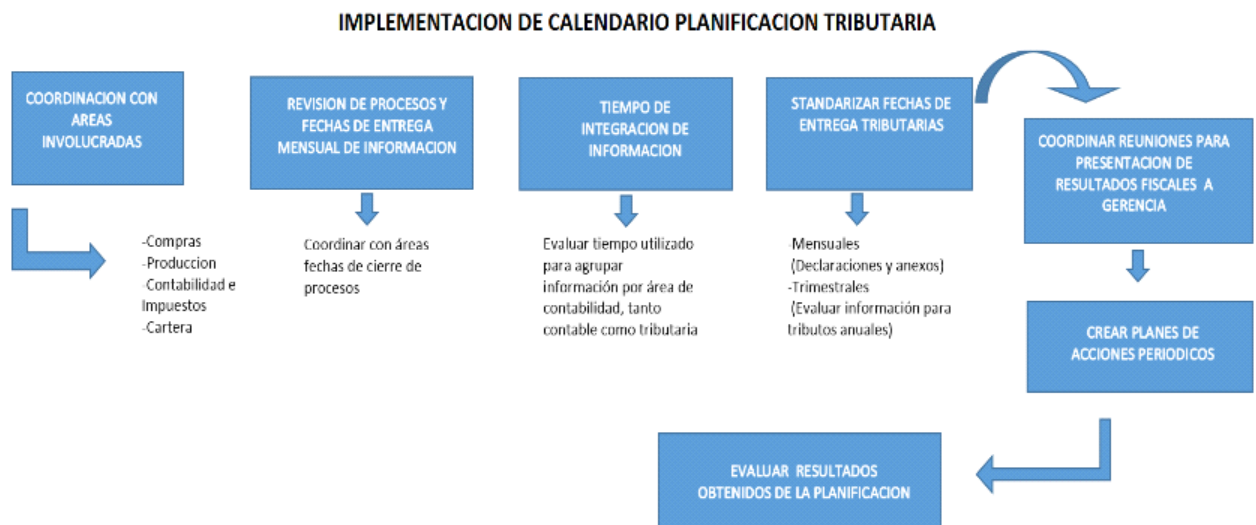 IMPLEMENTACION DE CALENDARIO PLANIFICACION TRIBUTARIA
COORDINACION CON
AREAS
INVOLUCRADAS
-Compras
-Produccion
-Contabilidad e
Impuestos
-Cartera
REVISION DE PROCESOS Y
FECHAS DE ENTREGA
MENSUAL DE INFORMACION
Coordinar con áreas
fechas de cierre de
procesos
TIEMPO DE
INTEGRACION DE
INFORMACION
Evaluar tiempo utilizado
para agrupar
información por área de
contabilidad, tanto
contable como tributaria
STANDARIZAR FECHAS DE
ENTREGA TRIBUTARIAS
-Mensuales
(Declaraciones y anexos)
-Trimestrales
(Evaluar información para
tributos anuales)
COORDINAR REUNIONES PARA
PRESENTACION DE
RESULTADOS FISCALES A
GERENCIA
CREAR PLANES DE
ACCIONES PERIODICOS
EVALUAR RESULTADOS
OBTENIDOS DE LA PLANIFICACION